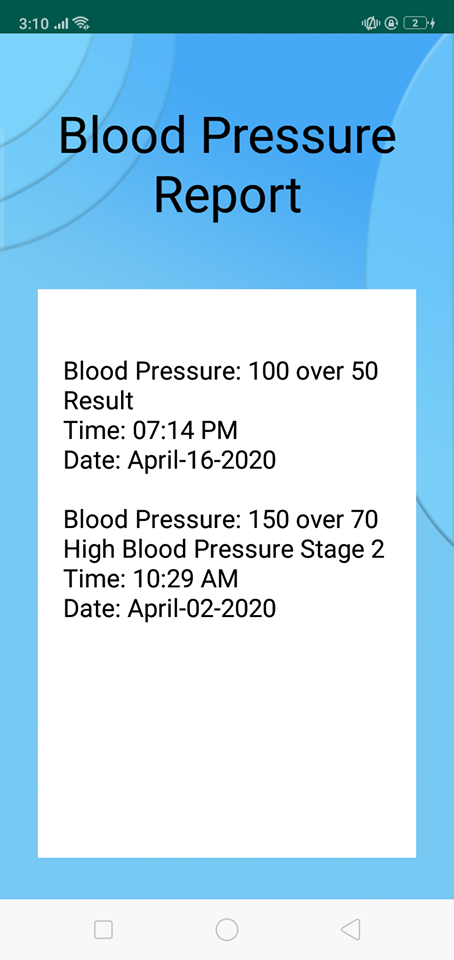 3:10
2
Blood Pressure
Report
Blood Pressure: 100 over 50
Result
Time: 07:14 PM
Date: April-16-2020
Blood Pressure: 150 over 70
High Blood Pressure Stage 2
Time: 10:29 AM
Date: April-02-2020